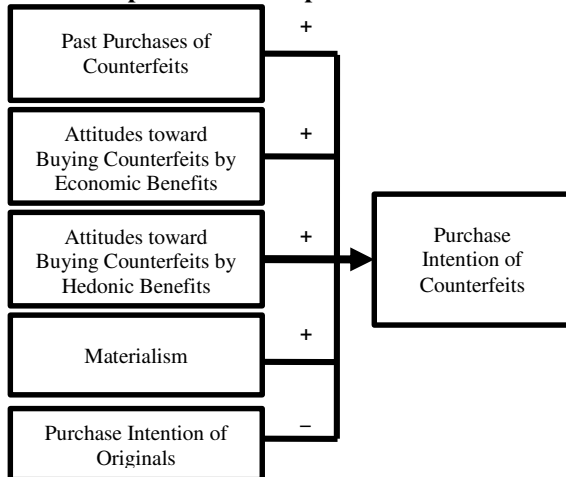 Past Purchases of
Counterfeits
+
Attitudes toward
Buying Counterfeits by
Economic Benefits
+
Attitudes toward
Buying Counterfeits by
Hedonic Benefits
+
Materialism
+
Purchase Intention of
Originals
–
Purchase
Intention of
Counterfeits